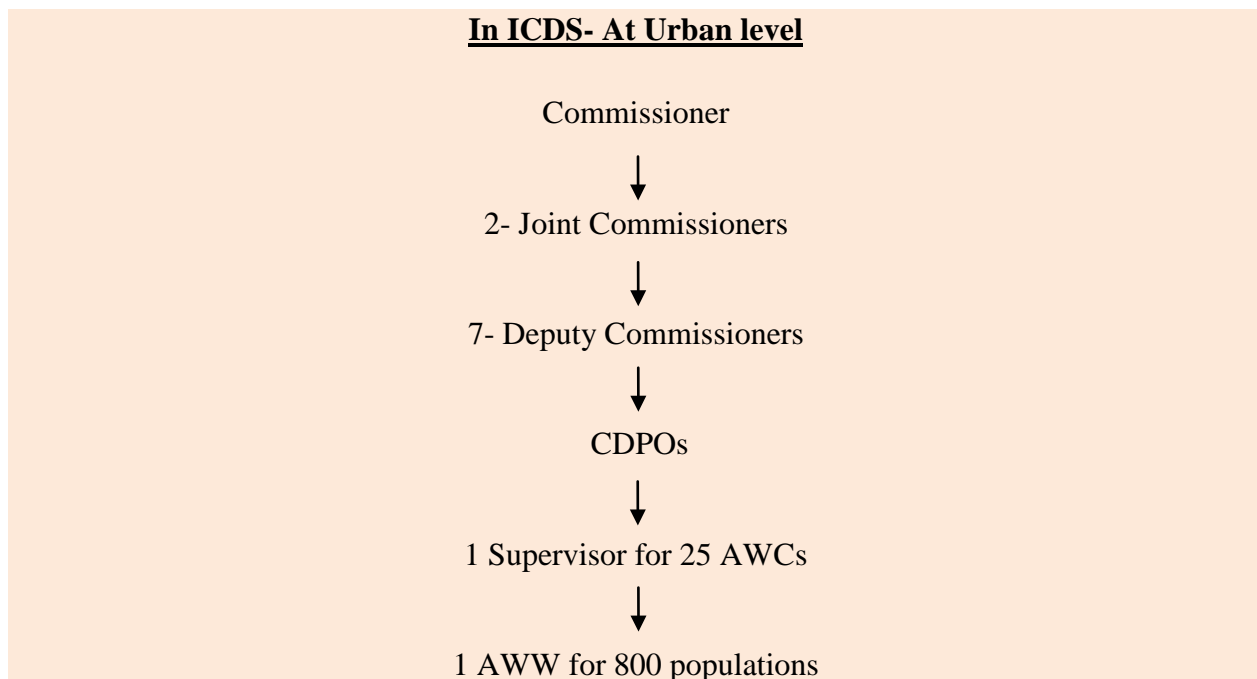 In ICDS- At Urban level
Commissioner
2- Joint Commissioners
7- Deputy Commissioners
CDPOs
1 Supervisor for 25 AWCs
1 AWW for 800 populations